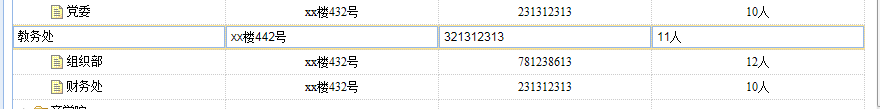 党委 xx楼432号 231312313 10人
教务处 xx楼442号 321312313 11人
组织部 xx楼432号 781238613 12人
财务处 xx楼432号 231312313 10人